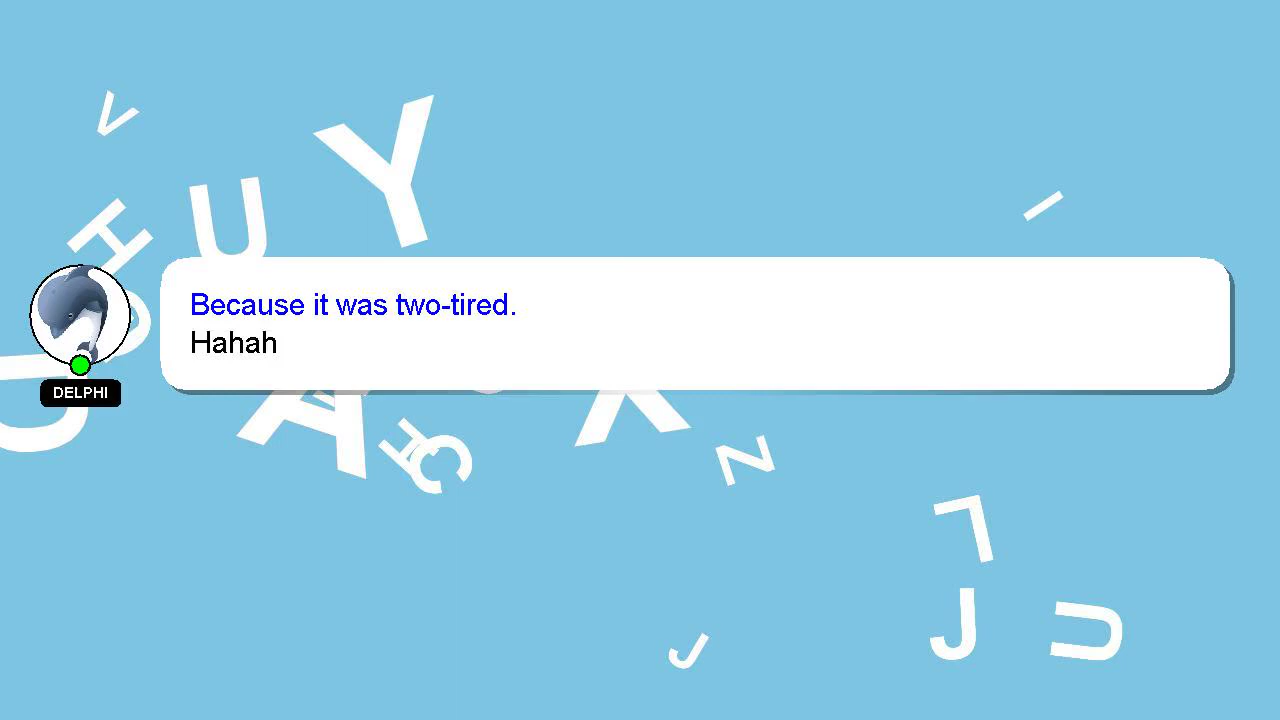 V
Y
U
H
I
Because it was two-tired.
Hahah
DELPHI
A
X
H
C
N
L
J
U
J